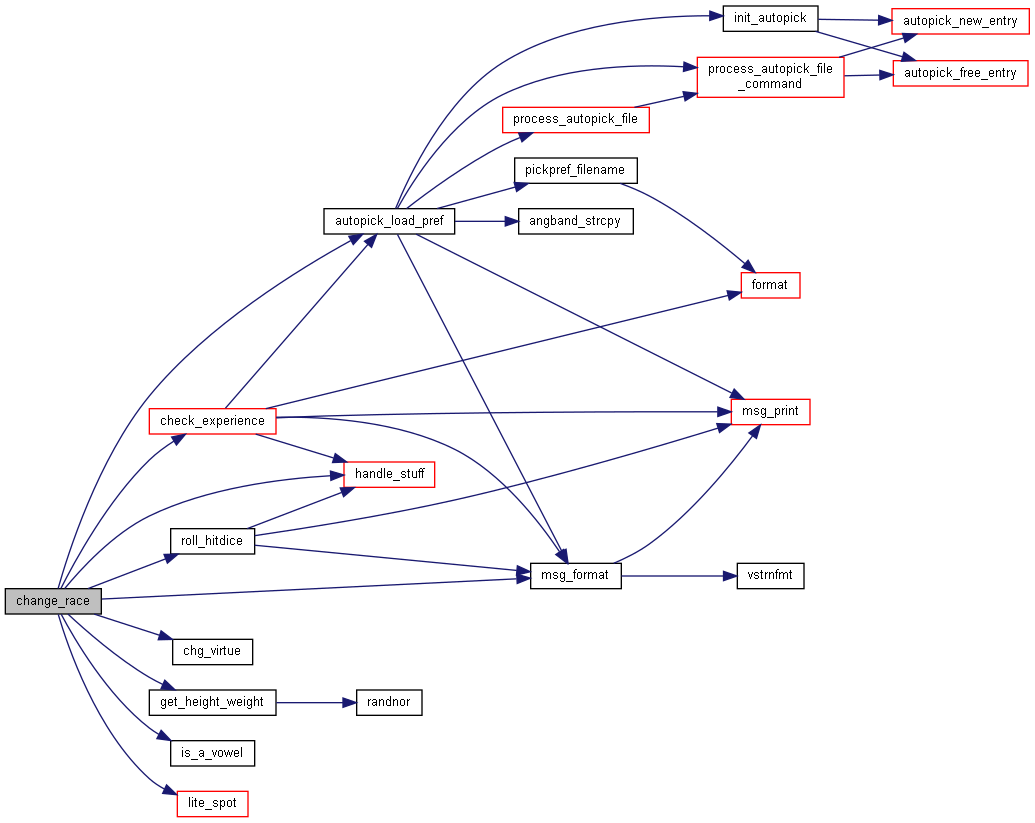 init_autopick
autopick_new_entry
process_autopick_file
_command
autopick_free_entry
process_autopick_file
pickpref_filename
autopick_load_pref
angband_strcpy
format
check_experience
msg_print
handle_stuff
roll_hitdice
msg_format
vstrnfmt
change_race
chg_virtue
get_height_weight
randnor
is_a_vowel
lite_spot